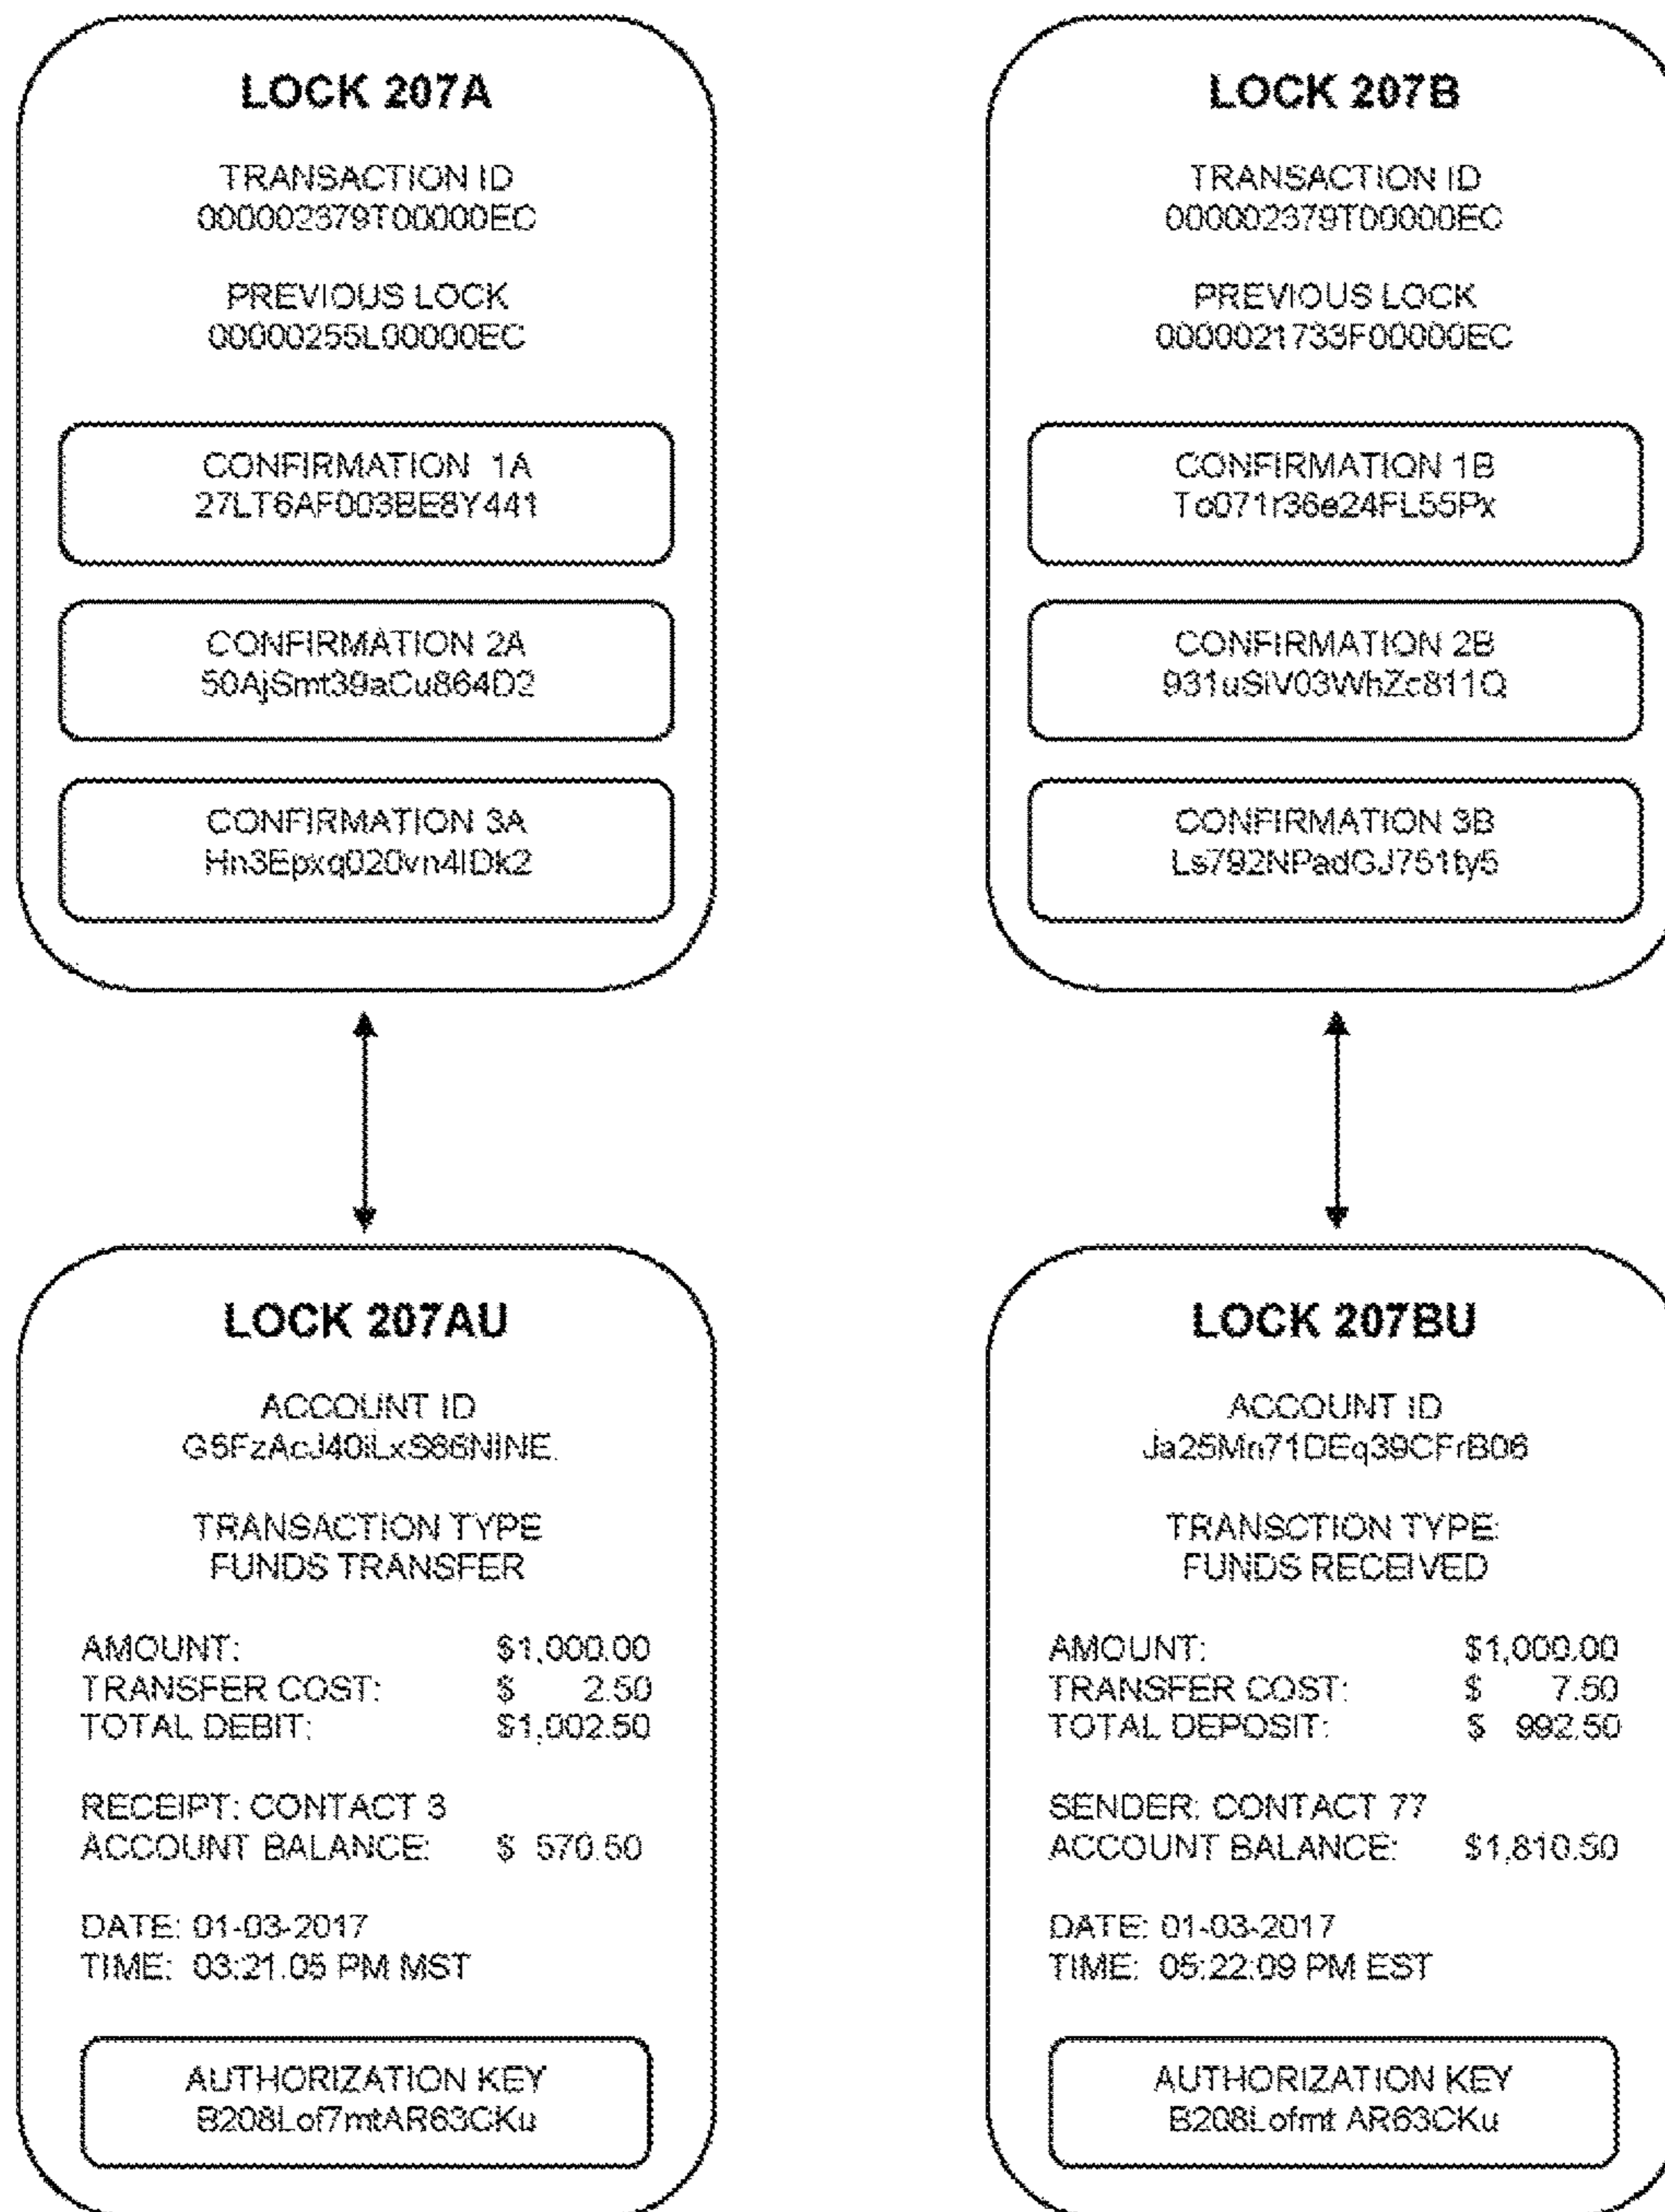 LOCK 207A
TRANSACTION ID
000002379T00000EC
PREVIOUS LOCK
00000255L00000EC
CONFIRMATION 1A
27LT6AF003BE8Y441
CONFIRMATION 2A
50AjSmt39aCu864D2
CONFIRMATION 3A
Hn3Epxq020vn4IDk2
LOCK 207B
TRANSACTION ID
000002379T00000EC
PREVIOUS LOCK
0000021733F00000EC
CONFIRMATION 1B
To071r36e24FL55Px
CONFIRMATION 2B
931uSiV03WhZc811Q
CONFIRMATION 3B
Ls792NPadGJ751ty5
LOCK 207AU
ACCOUNT ID
G5FzAcJ40iLxS86NINE
TRANSACTION TYPE
FUNDS TRANSFER
AMOUNT: $1,000.00
TRANSFER COST: $ 2.50
TOTAL DEBIT: $1,002.50
RECEIPT: CONTACT 3
ACCOUNT BALANCE: $ 570.50
DATE: 01-03-2017
TIME: 03:21.05 PM MST
AUTHORIZATION KEY
B208Lof7mtAR63CKu
LOCK 207BU
ACCOUNT ID
Ja25Mn71DEq39CFrB06
TRANSCTION TYPE:
FUNDS RECEIVED
AMOUNT: $1,000.00
TRANSFER COST: $ 7.50
TOTAL DEPOSIT: $ 992.50
SENDER: CONTACT 77
ACCOUNT BALANCE: $1,810.50
DATE: 01-03-2017
TIME: 05:22:09 PM EST
AUTHORIZATION KEY
B208Lofmt AR63CKu